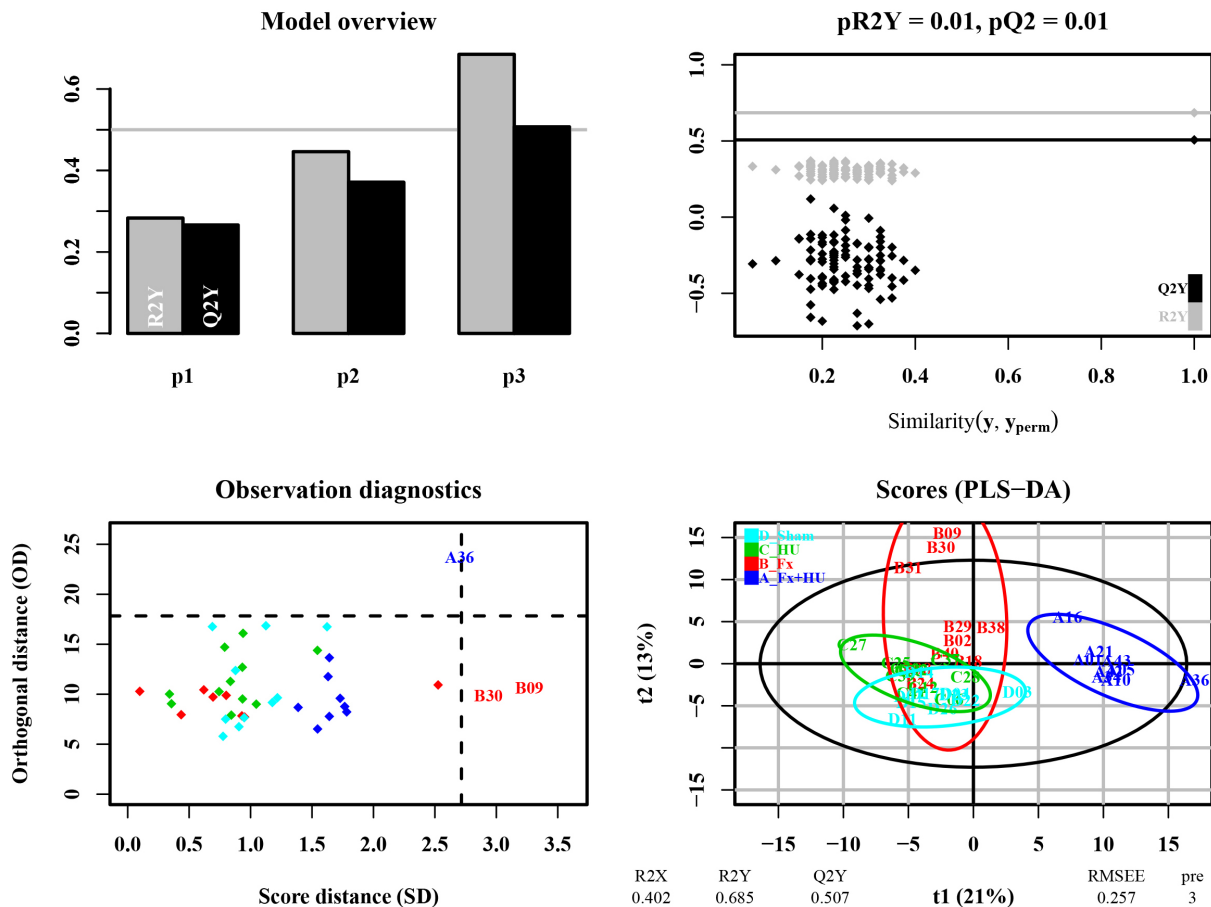 Model overview
0.0
0.2
0.4
0.6
R2Y
Q2Y
p1
p2
p3
pR2Y = 0.01, pQ2 = 0.01
1.0
0.5
0.0
−0.5
Q2Y
R2Y
0.2
0.4
0.6
0.8
1.0
Similarity(y, yperm)
Observation diagnostics
Orthogonal distance (OD)
25
20
15
10
5
0
A36
B30
B09
0.0
0.5
1.0
1.5
2.0
2.5
3.0
3.5
Score distance (SD)
Scores (PLS−DA)
t2 (13%)
15
10
5
0
−5
−15
D_Sham
C_HU
B_Fx
A_Fx+HU
B09
B30
B31
B29
B38
B02
B40
B18
B24
C27
C25
C23
D03
D11
A16
A21
A10
A36
−15
−10
−5
0
5
10
15
t1 (21%)
R2X
R2Y
Q2Y
RMSEE
pre
0.402
0.685
0.507
0.257
3